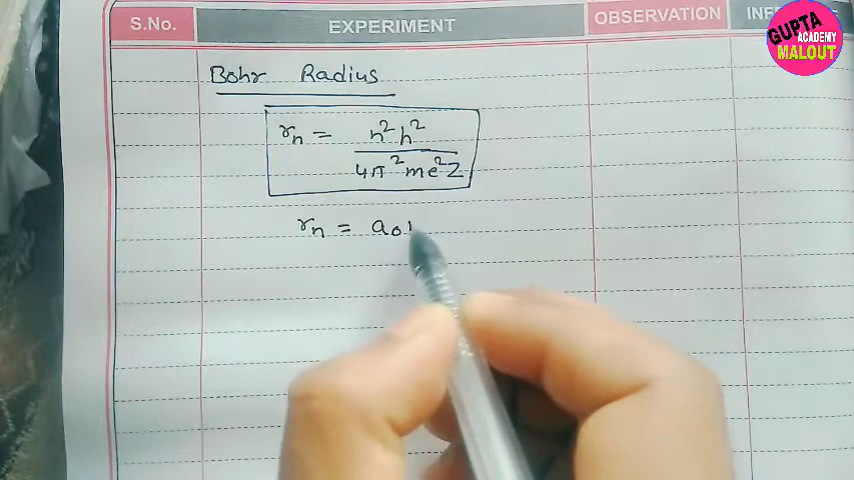 S.No. EXPERIMENT OBSERVATION
GUPTA
ACADEMY
MALOUT
Bohr Radius
rₙ = n²h² / 4π²me²Z
rₙ = a₀